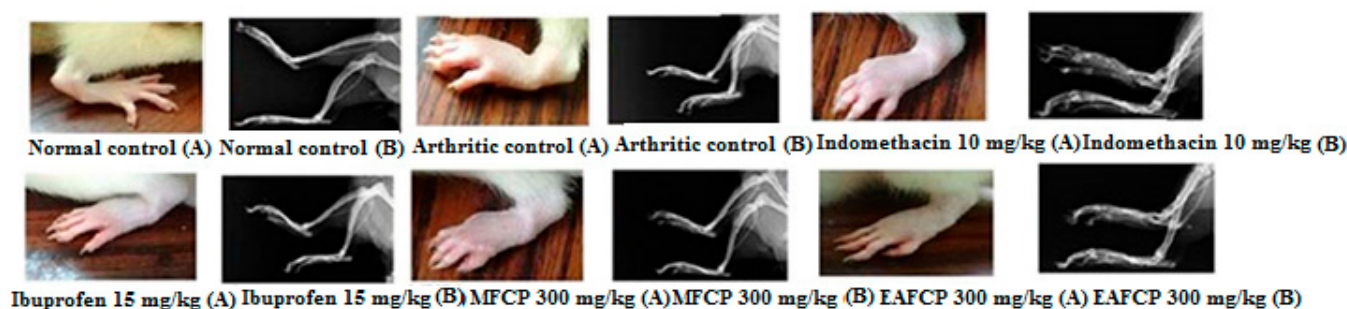 Normal control (A) Normal control (B) Arthritic control (A) Arthritic control (B) Indomethacin 10 mg/kg (A)Indomethacin 10 mg/kg (B)
Ibuprofen 15 mg/kg (A) Ibuprofen 15 mg/kg (B) MFCP 300 mg/kg (A)MFCP 300 mg/kg (B) EAFCP 300 mg/kg (A) EAFCP 300 mg/kg (B)